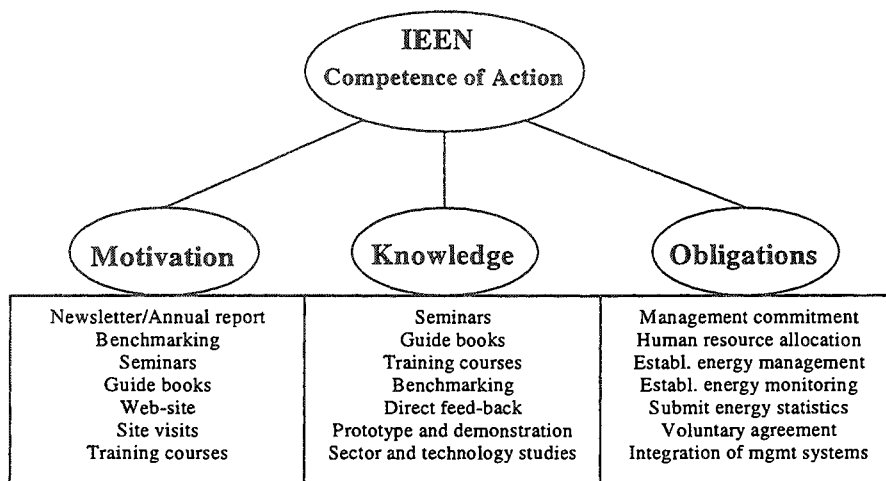 IEEN
Competence of Action
Motivation
Knowledge
Obligations
Newsletter/Annual report
Benchmarking
Seminars
Guide books
Web-site
Site visits
Training courses
Seminars
Guide books
Training courses
Benchmarking
Direct feed-back
Prototype and demonstration
Sector and technology studies
Management commitment
Human resource allocation
Establ. energy management
Establ. energy monitoring
Submit energy statistics
Voluntary agreement
Integration of mgmt systems